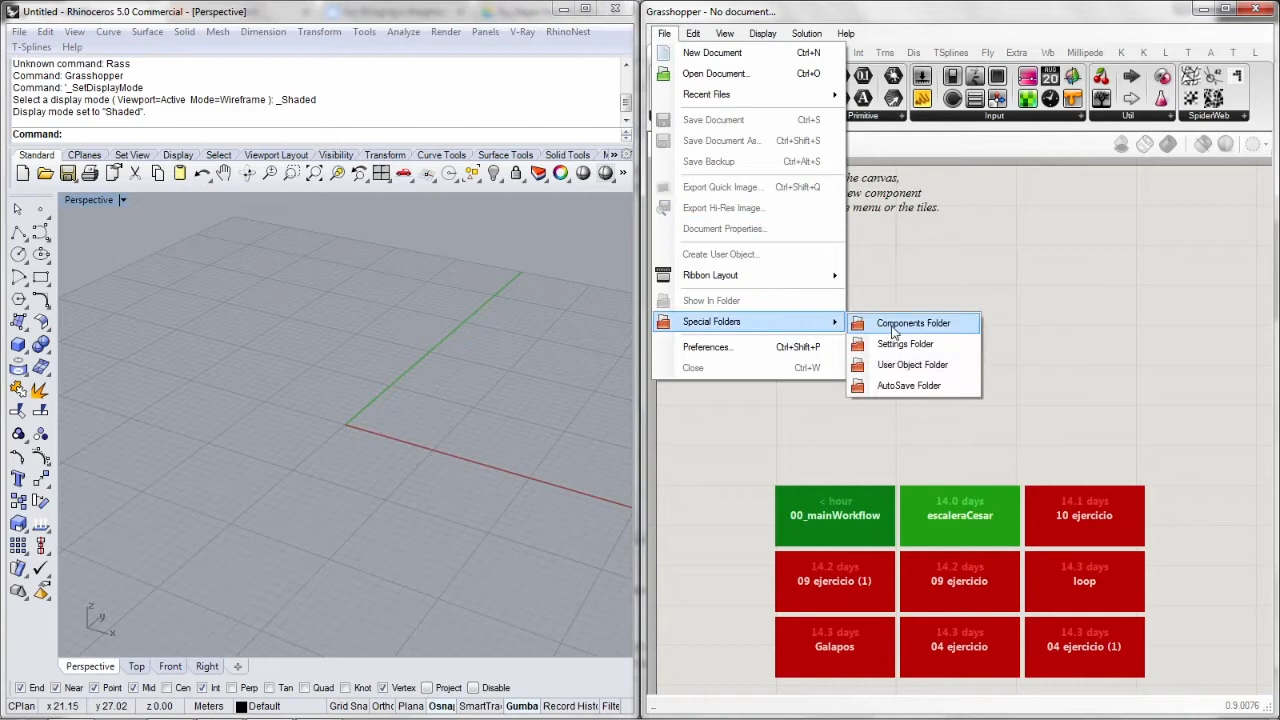 Untitled - Rhinoceros 5.0 Commercial - [Perspective]
File Edit View Curve Surface Solid Mesh Dimension Transform Tools Analyze Render Panels V-Ray RhinoNest
T-Splines Help
Unknown command: Rass
Command: Grasshopper
Command: '_SetDisplayMode
Select a display mode ( Viewport=Active Mode=Wireframe ): _Shaded
Display mode set to "Shaded".
Command:
Standard CPlanes Set View Display Select Viewport Layout Visibility Transform Curve Tools Surface Tools Solid Tools M »
Perspective
z
y
x
Perspective Top Front Right
End Near Point Mid Cen Int Perp Tan Quad Knot Vertex Project Disable
CPlan x 21.15 y 27.02 z 0.00 Meter Default Grid Sna Orthc Plana Osnap SmartTrac Gumba Record Histo Filte
Grasshopper - No document...
File Edit View Display Solution Help
Int Trns Dis TSplines Fly Extra Wb Millipede K K L T A T L
New Document Ctrl+N
Open Document... Ctrl+O
Recent Files
Save Document Ctrl+S
Save Document As... Ctrl+Shift+S
Save Backup Ctrl+Alt+S
Export Quick Image... Ctrl+Shift+Q
Export Hi-Res Image...
Document Properties...
Create User Object...
Ribbon Layout
Show In Folder
Special Folders
Preferences... Ctrl+Shift+P
Close Ctrl+W
Components Folder
Settings Folder
User Object Folder
AutoSave Folder
AUG
20
Primitive Input Util SpiderWeb
he canvas,
ew component
e menu or the tiles.
< hour
00_mainWorkflow
14.0 days
escaleraCesar
14.1 days
10 ejercicio
14.2 days
09 ejercicio (1)
14.2 days
09 ejercicio
14.3 days
loop
14.3 days
Galapos
14.3 days
04 ejercicio
14.3 days
04 ejercicio (1)
0.9.0076